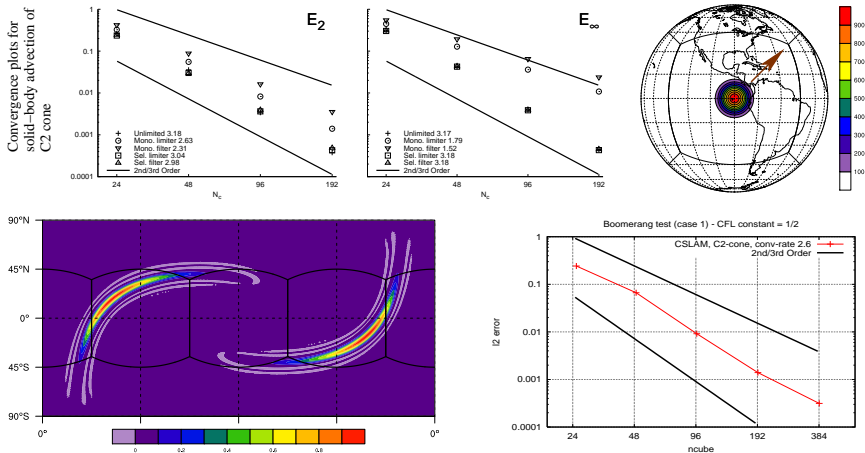 Convergence plots for
solid−body advection of
C2 cone
E2
1
0.1
0.01
0.001
0.0001
24
48
96
192
Nc
Unlimited 3.18
Mono. limiter 2.63
Mono. filter 2.31
Sel. limiter 3.04
Sel. filter 2.98
2nd/3rd Order
E∞
24
48
96
192
Nc
Unlimited 3.17
Mono. limiter 1.79
Mono. filter 1.52
Sel. limiter 3.18
Sel. filter 3.18
2nd/3rd Order
900
800
700
600
500
400
300
200
100
90°N
45°N
0°
45°S
90°S
0°
0°
0
0.2
0.4
0.6
0.8
Boomerang test (case 1) - CFL constant = 1/2
CSLAM, C2-cone, conv-rate 2.6
2nd/3rd Order
1
0.1
0.01
0.001
0.0001
l2 error
24
48
96
192
384
ncube